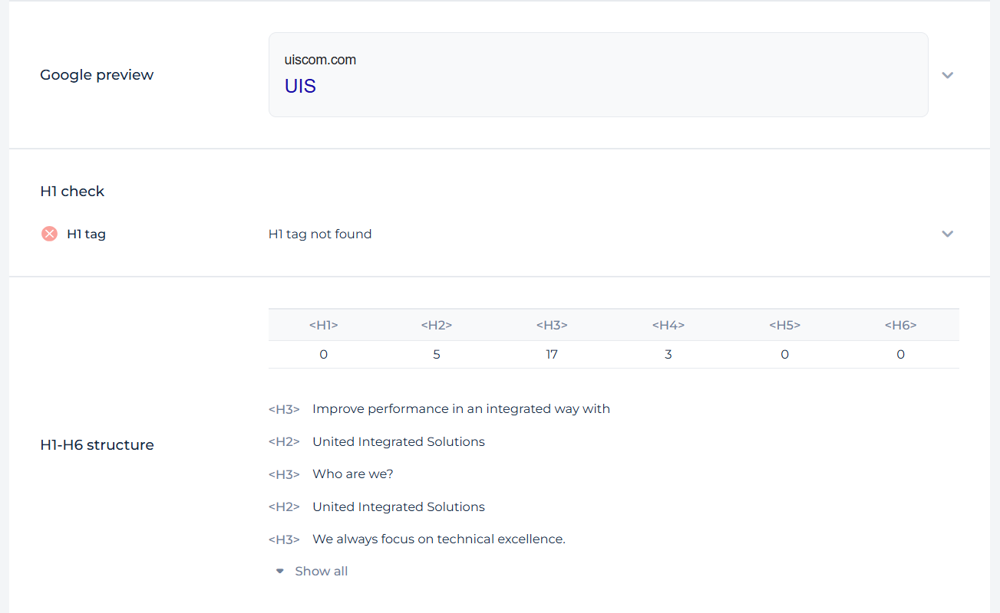 Google preview
uiscom.com
UIS
H1 check
H1 tag
H1 tag not found
<H1> <H2> <H3> <H4> <H5> <H6>
0 5 17 3 0 0
H1-H6 structure
<H3> Improve performance in an integrated way with
<H2> United Integrated Solutions
<H3> Who are we?
<H2> United Integrated Solutions
<H3> We always focus on technical excellence.
Show all